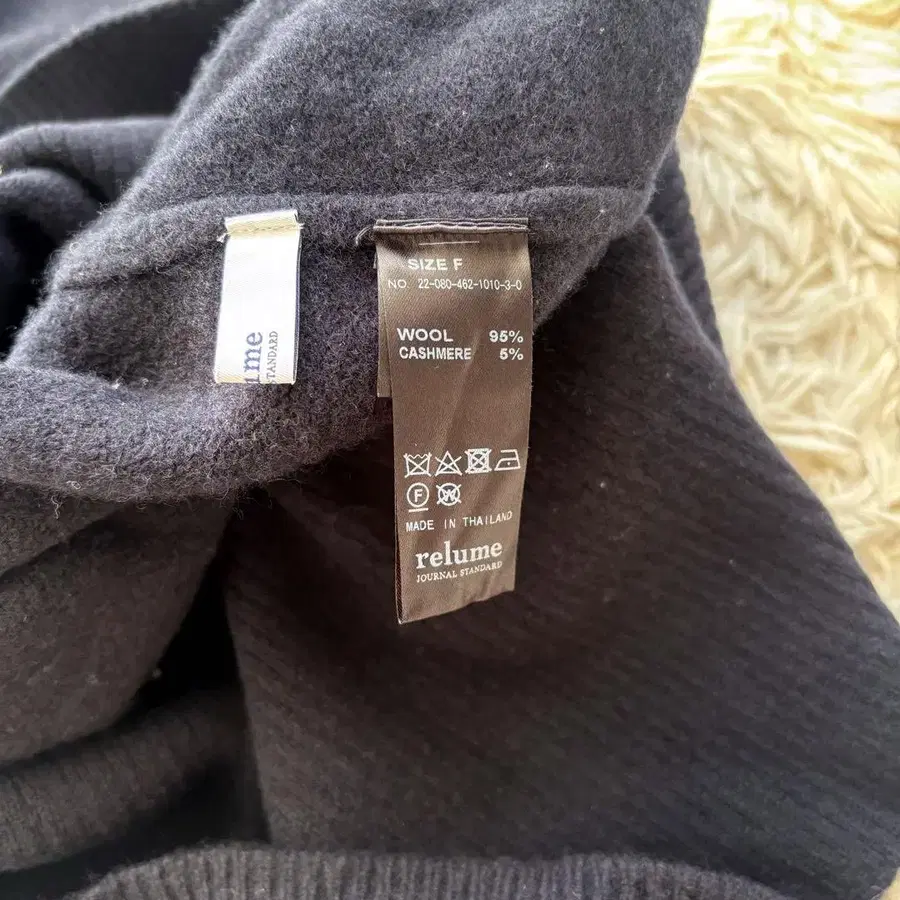 SIZE F
NO. 22-080-462-1010-3-0
WOOL 95%
CASHMERE 5%
F
W
MADE IN THAILAND
relume
JOURNAL STANDARD
ume
STANDARD